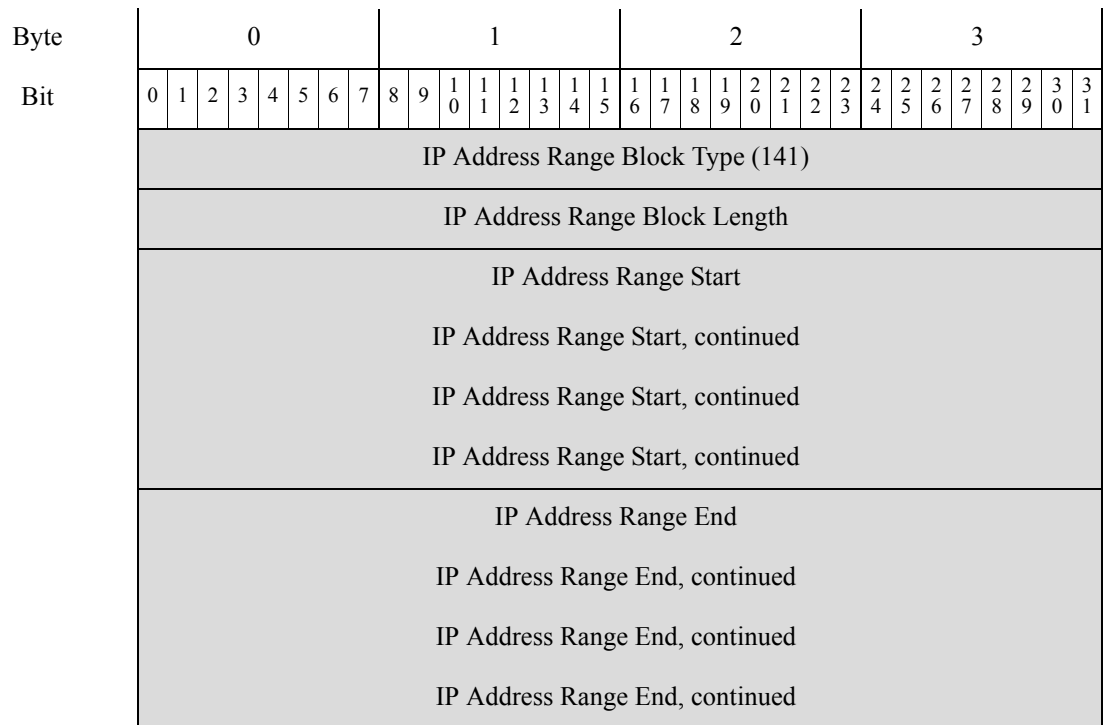 Byte 0 1 2 3
Bit 0 1 2 3 4 5 6 7 8 9 10 11 12 13 14 15 16 17 18 19 20 21 22 23 24 25 26 27 28 29 30 31
IP Address Range Block Type (141)
IP Address Range Block Length
IP Address Range Start
IP Address Range Start, continued
IP Address Range Start, continued
IP Address Range Start, continued
IP Address Range End
IP Address Range End, continued
IP Address Range End, continued
IP Address Range End, continued